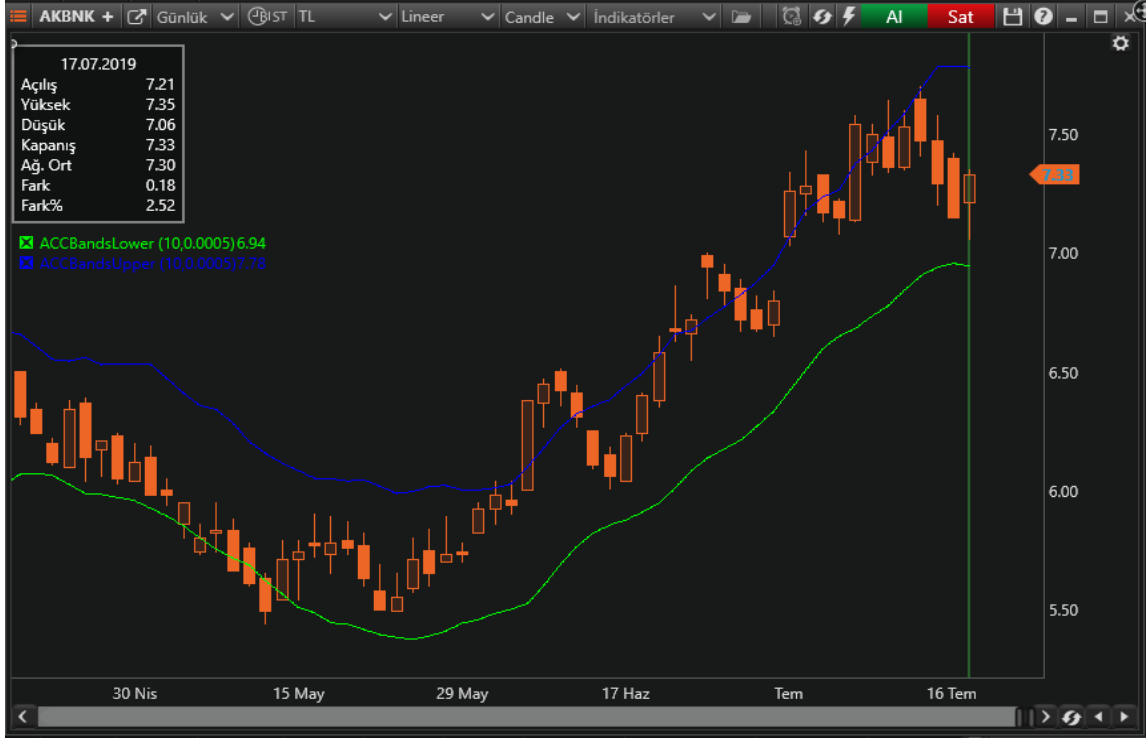 AKBNK + Günlük BIST TL Lineer Candle İndikatörler Al Sat
17.07.2019
Açılış 7.21
Yüksek 7.35
Düşük 7.06
Kapanış 7.33
Ağ. Ort 7.30
Fark 0.18
Fark% 2.52
ACCBandsLower (10,0.0005) 6.94
ACCBandsUpper (10,0.0005) 7.78
7.50
7.33
7.00
6.50
6.00
5.50
30 Nis 15 May 29 May 17 Haz Tem 16 Tem